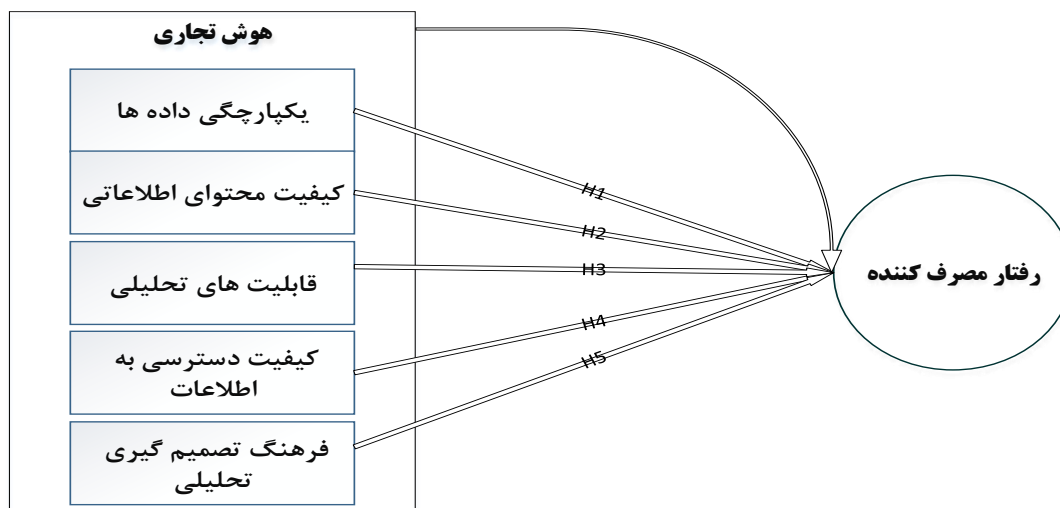 هوش تجاری
یکپارچگی داده ها
کیفیت محتوای اطلاعاتی
قابلیت های تحلیلی
کیفیت دسترسی به
اطلاعات
فرهنگ تصمیم گیری
تحلیلی
H1
H2
H3
H4
H5
رفتار مصرف کننده